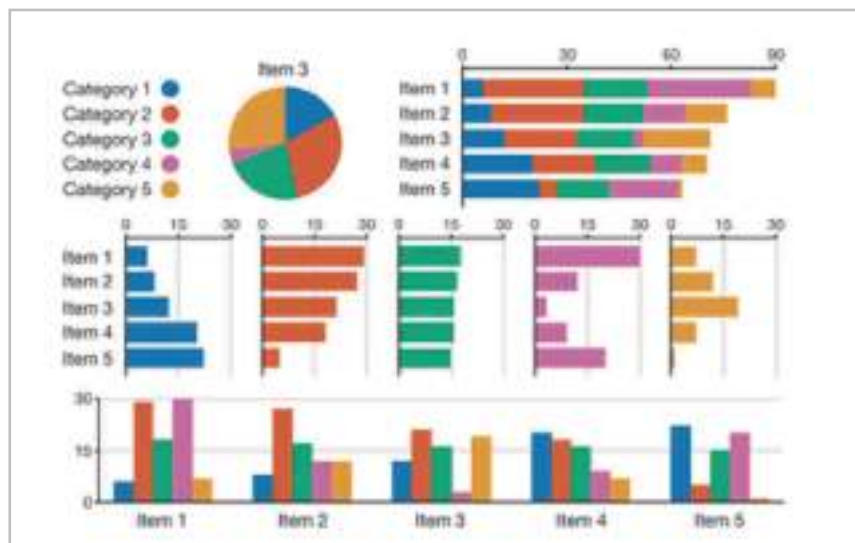 Item 3
Category 1
Category 2
Category 3
Category 4
Category 5
0 30 60 90
Item 1
Item 2
Item 3
Item 4
Item 5
0 15 30 0 15 30 0 15 30 0 15 30 0 15 30
Item 1
Item 2
Item 3
Item 4
Item 5
30
15
0
Item 1 Item 2 Item 3 Item 4 Item 5